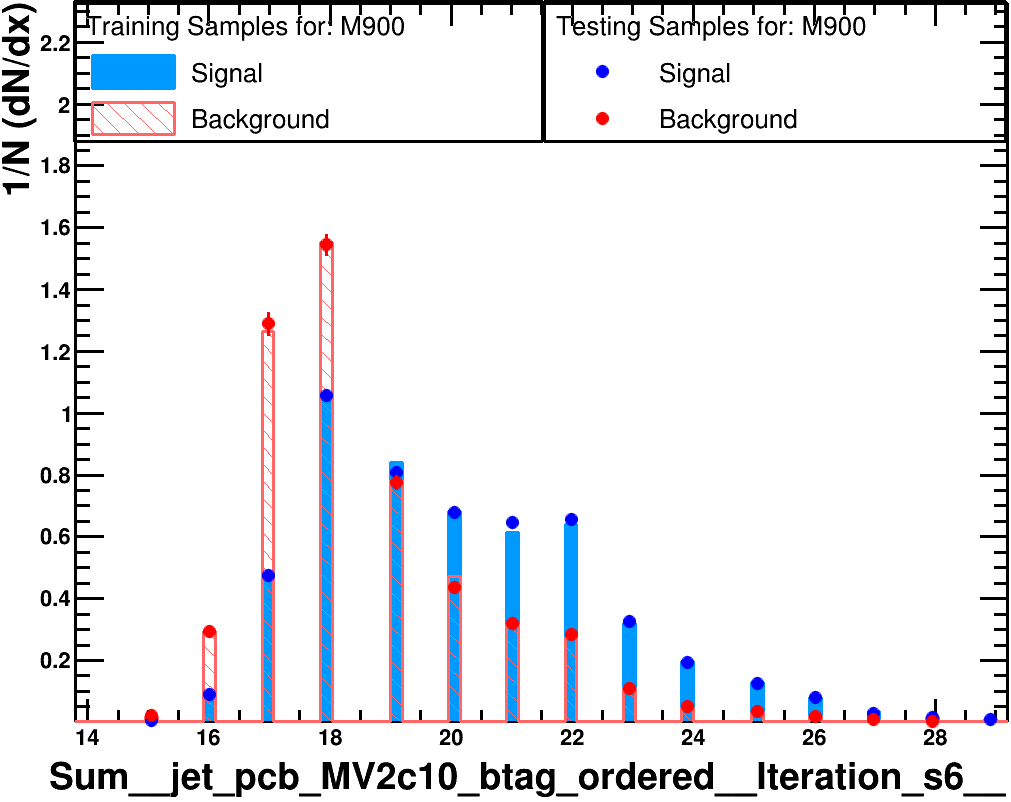 1/N (dN/dx)
Training Samples for: M900
Signal
Background
Testing Samples for: M900
Signal
Background
2.2
2
1.8
1.6
1.4
1.2
1
0.8
0.6
0.4
0.2
14 16 18 20 22 24 26 28
Sum__jet_pcb_MV2c10_btag_ordered__Iteration_s6__